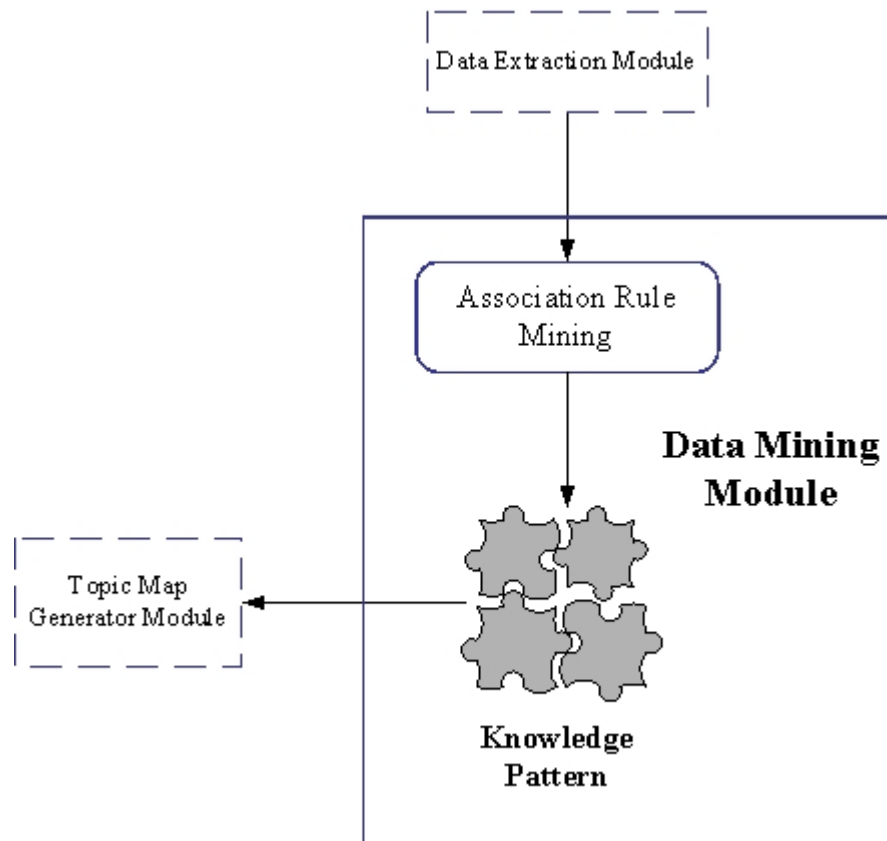 Data Extraction Module
Association Rule
Mining
Data Mining
Module
Topic Map
Generator Module
Knowledge
Pattern